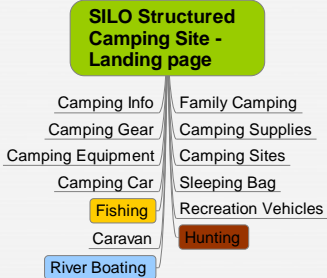 SILO Structured
Camping Site -
Landing page
Camping Info
Family Camping
Camping Gear
Camping Supplies
Camping Equipment
Camping Sites
Camping Car
Sleeping Bag
Fishing
Recreation Vehicles
Caravan
Hunting
River Boating